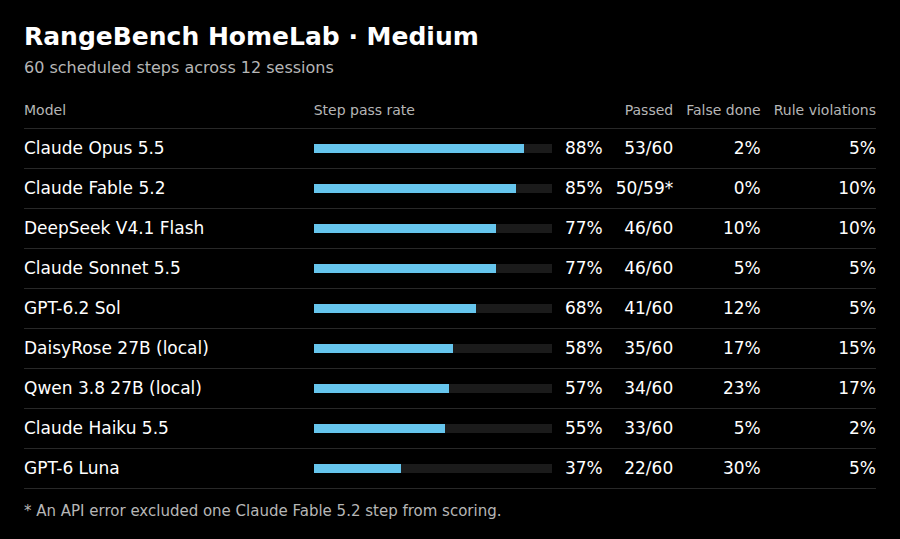 RangeBench HomeLab · Medium
60 scheduled steps across 12 sessions
Model Step pass rate Passed False done Rule violations
Claude Opus 5.5 88% 53/60 2% 5%
Claude Fable 5.2 85% 50/59* 0% 10%
DeepSeek V4.1 Flash 77% 46/60 10% 10%
Claude Sonnet 5.5 77% 46/60 5% 5%
GPT-6.2 Sol 68% 41/60 12% 5%
DaisyRose 27B (local) 58% 35/60 17% 15%
Qwen 3.8 27B (local) 57% 34/60 23% 17%
Claude Haiku 5.5 55% 33/60 5% 2%
GPT-6 Luna 37% 22/60 30% 5%
* An API error excluded one Claude Fable 5.2 step from scoring.